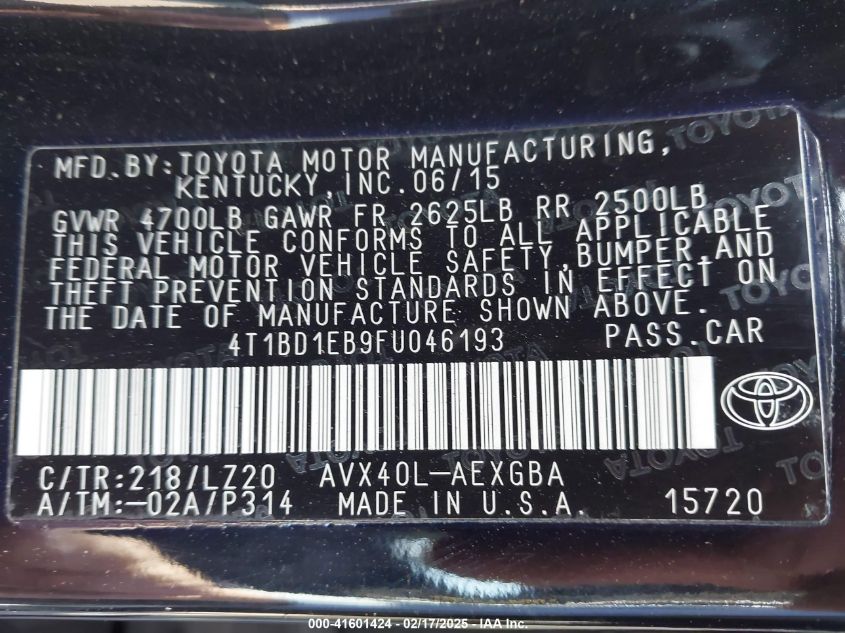 MFD.BY:TOYOTA MOTOR MANUFACTURING,
KENTUCKY,INC.06/15
GVWR 4700LB GAWR FR 2625LB RR 2500LB
THIS VEHICLE CONFORMS TO ALL APPLICABLE
FEDERAL MOTOR VEHICLE SAFETY,BUMPER,AND
THEFT PREVENTION STANDARDS IN EFFECT ON
THE DATE OF MANUFACTURE SHOWN ABOVE.
4T1BD1EB9FU046193 PASS.CAR
C/TR:218/LZ20 AVX40L-AEXGBA
A/TM:-02A/P314 MADE IN U.S.A. 15720
000-41601424 - 02/17/2025 - IAA Inc.